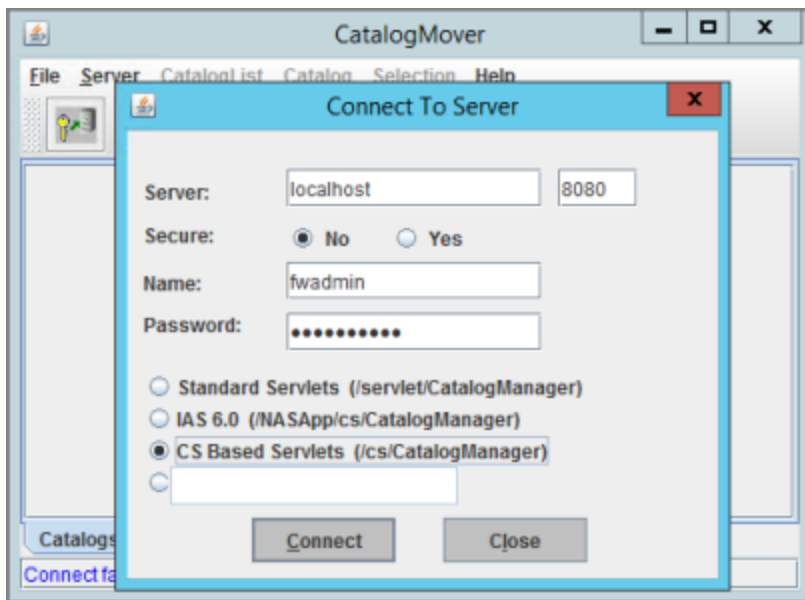 CatalogMover
File Server CatalogList Catalog Selection Help
Connect To Server
Server: localhost 8080
Secure: No Yes
Name: fwadmin
Password: ••••••••••
Standard Servlets (/servlet/CatalogManager)
IAS 6.0 (/NASApp/cs/CatalogManager)
CS Based Servlets (/cs/CatalogManager)
Connect Close
Catalogs
Connect fa